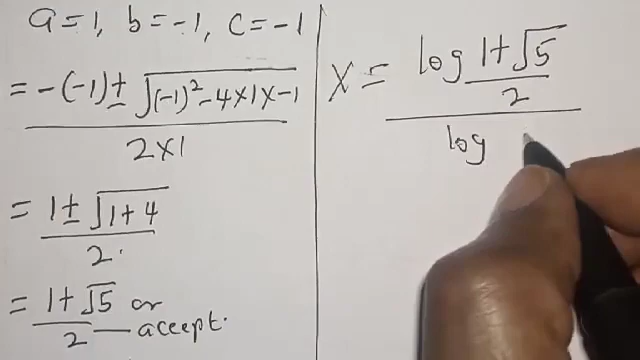 a = 1, b = -1, c = -1
= -(-1) ± √(-1)² - 4×1×-1
2×1
= 1 ± √1+4
2.
= 1+√5 or
2 — accept.
x = log 1+√5
2
log